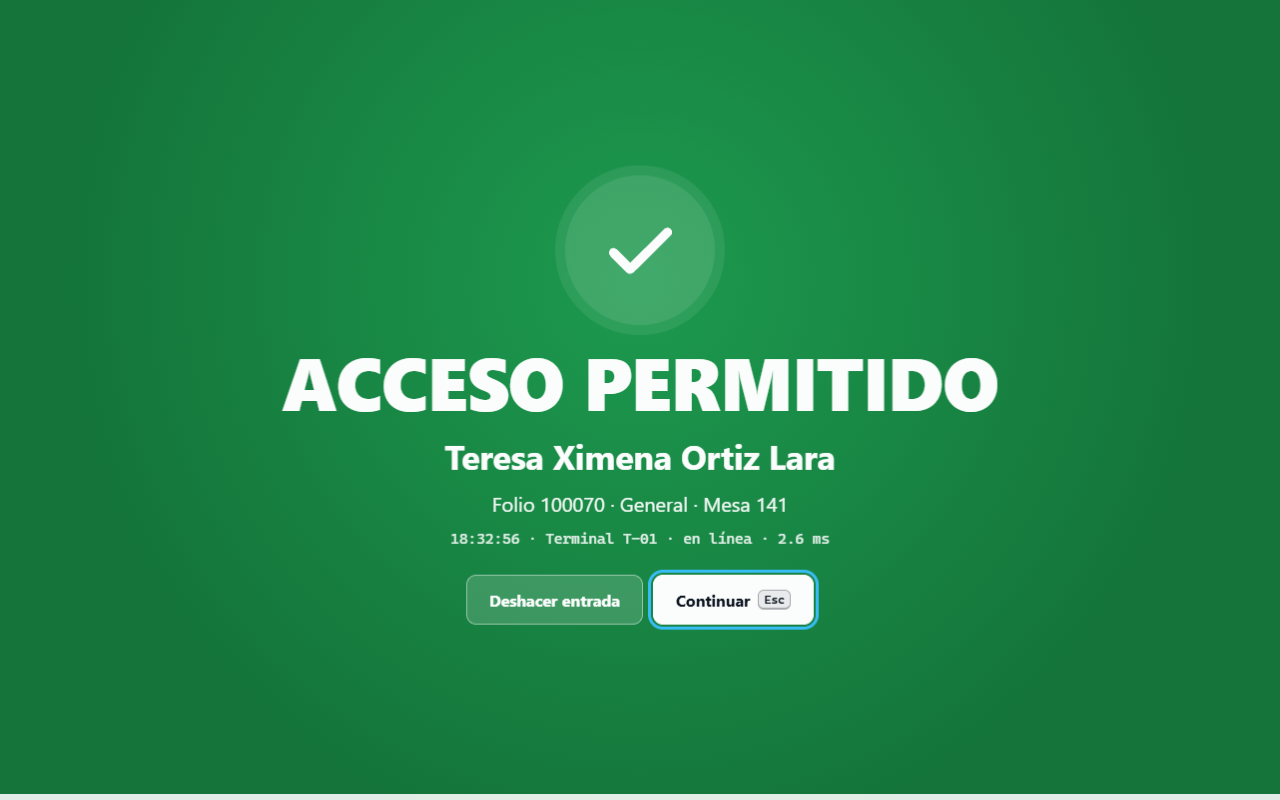 ACCESO PERMITIDO
Teresa Ximena Ortiz Lara
Folio 100070 · General · Mesa 141
18:32:56 · Terminal T-01 · en línea · 2.6 ms
Deshacer entrada
Continuar Esc